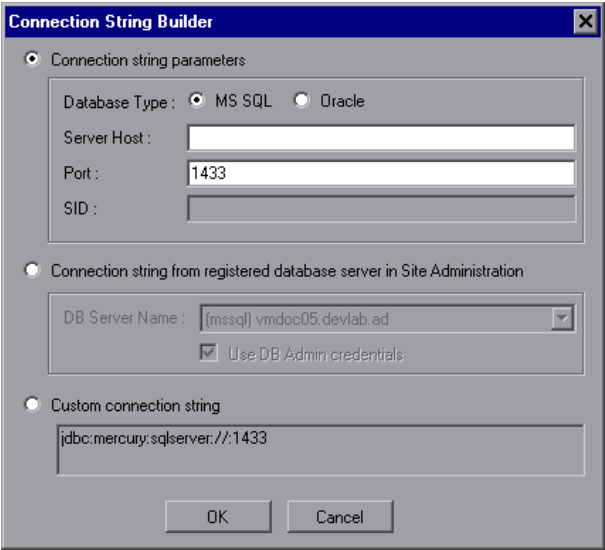 Connection String Builder
Connection string parameters
Database Type : MS SQL Oracle
Server Host :
Port : 1433
SID :
Connection string from registered database server in Site Administration
DB Server Name : (mssql) vmdoc05.devlab.ad
Use DB Admin credentials
Custom connection string
jdbc:mercury:sqlserver://:1433
OK Cancel